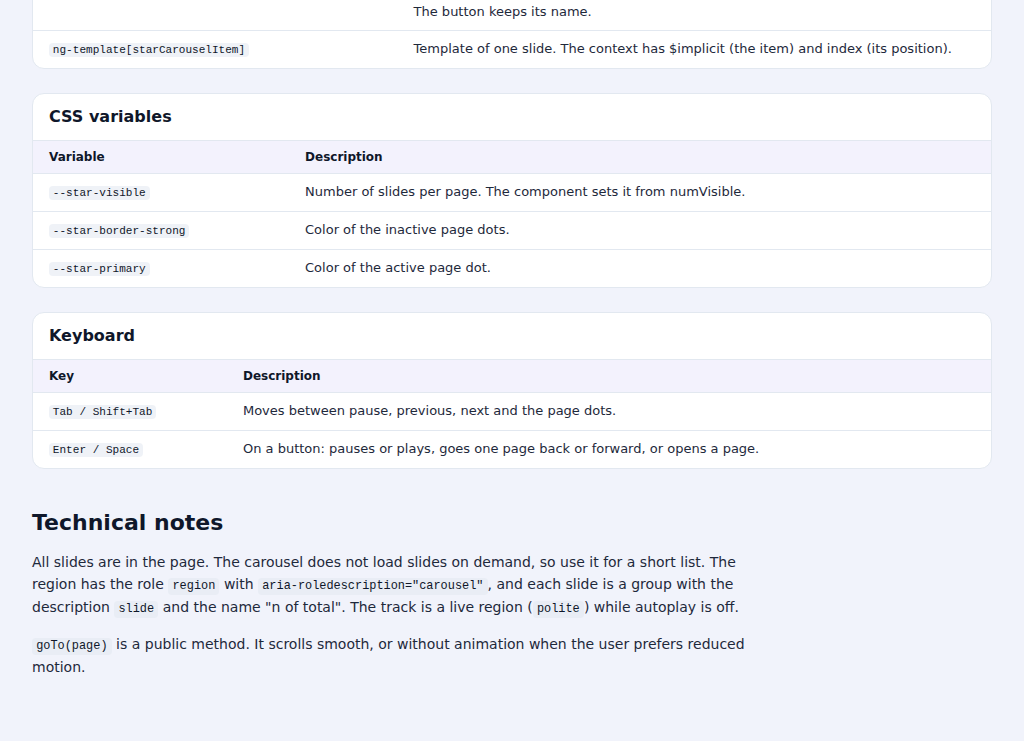 The button keeps its name.
ng-template[starCarouselItem] Template of one slide. The context has $implicit (the item) and index (its position).
CSS variables
Variable Description
--star-visible Number of slides per page. The component sets it from numVisible.
--star-border-strong Color of the inactive page dots.
--star-primary Color of the active page dot.
Keyboard
Key Description
Tab / Shift+Tab Moves between pause, previous, next and the page dots.
Enter / Space On a button: pauses or plays, goes one page back or forward, or opens a page.
Technical notes
All slides are in the page. The carousel does not load slides on demand, so use it for a short list. The
region has the role region with aria-roledescription="carousel", and each slide is a group with the
description slide and the name "n of total". The track is a live region (polite) while autoplay is off.
goTo(page) is a public method. It scrolls smooth, or without animation when the user prefers reduced
motion.